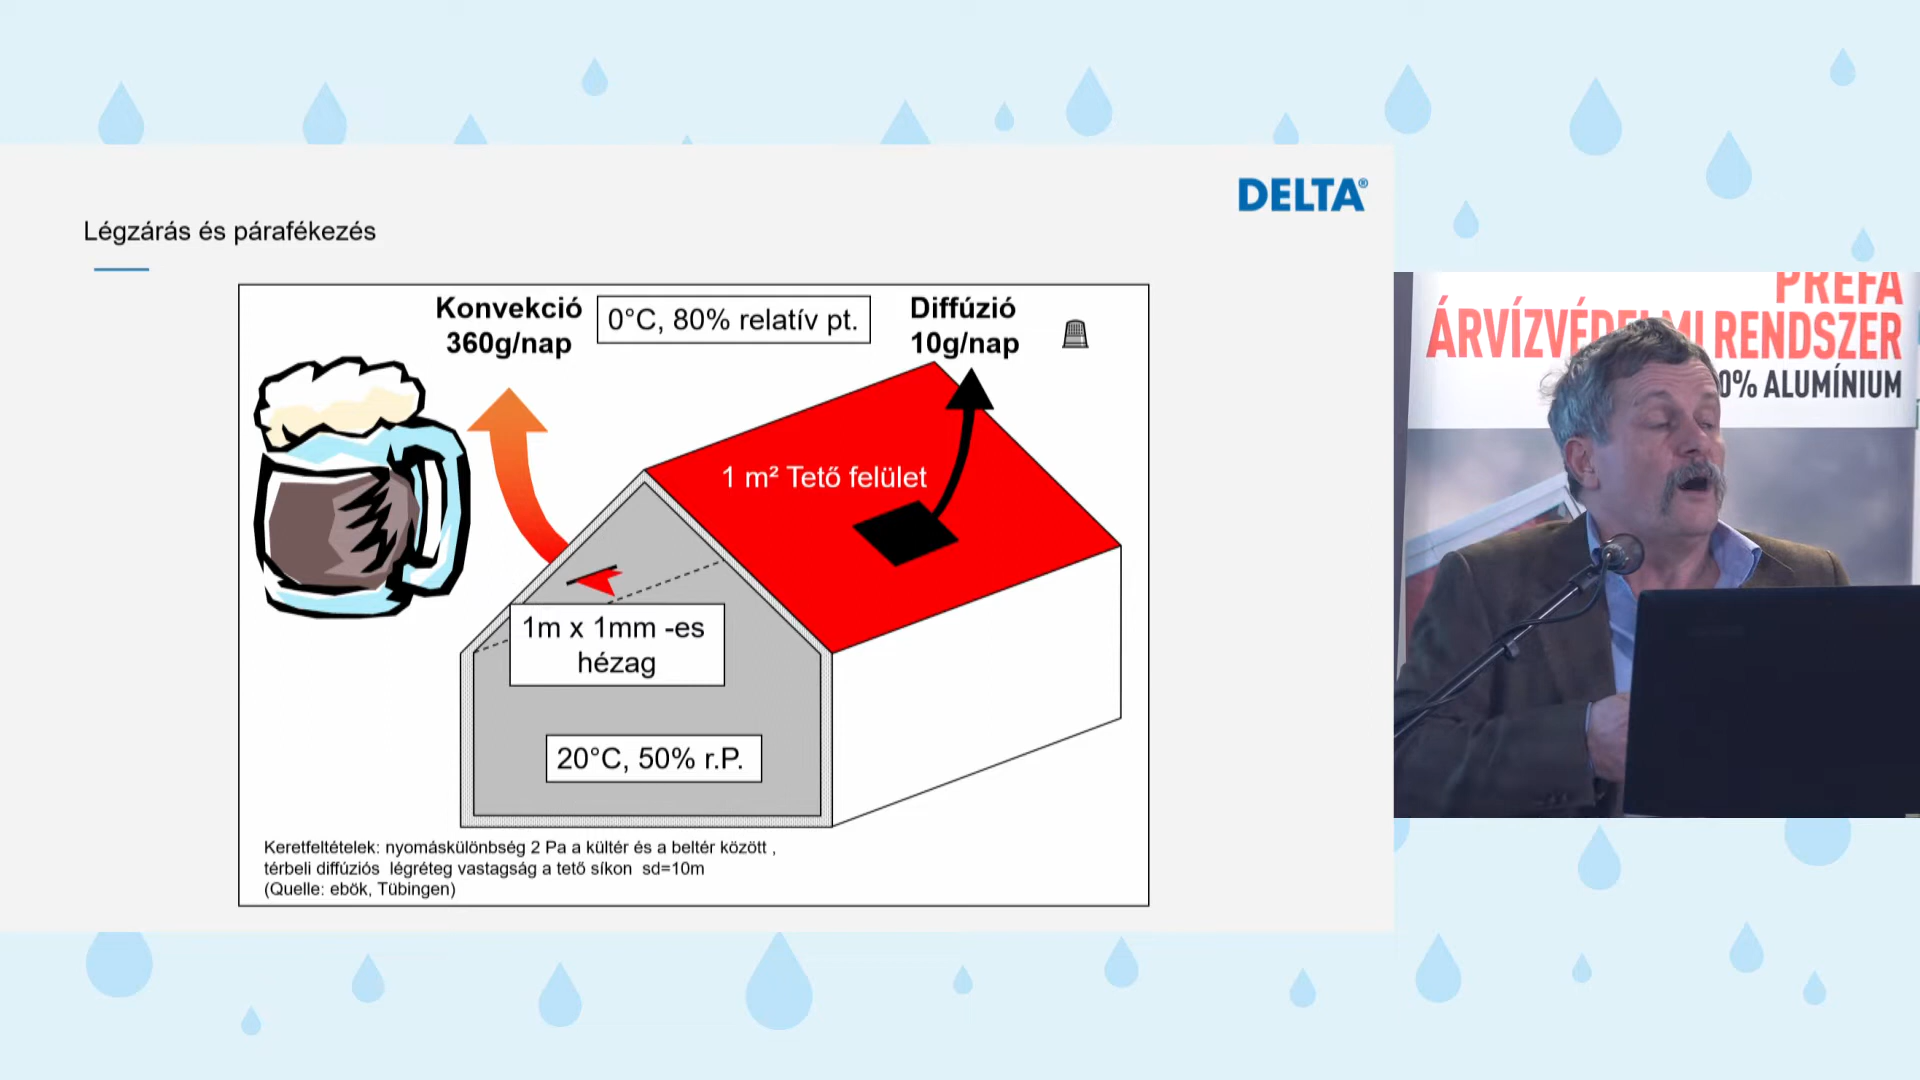 DELTA®
Légzárás és párafékezés
Konvekció
360g/nap
0°C, 80% relatív pt.
Diffúzió
10g/nap
1 m² Tető felület
1m x 1mm -es
hézag
20°C, 50% r.P.
Keretfeltételek: nyomáskülönbség 2 Pa a kültér és a beltér között ,
térbeli diffúziós légréteg vastagság a tető síkon sd=10m
(Quelle: ebök, Tübingen)
PREFA
ÁRVÍZVÉDELMI RENDSZER
0% ALUMÍNIUM